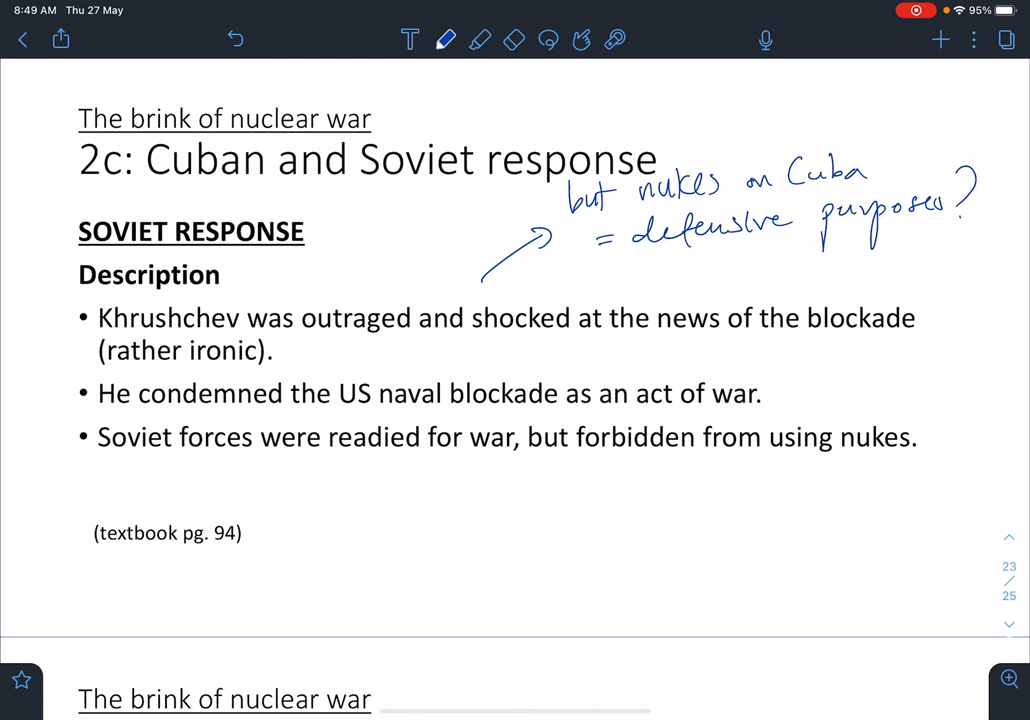 8:49 AM Thu 27 May
95%
The brink of nuclear war
2c: Cuban and Soviet response
but nukes on Cuba
= defensive purposes?
SOVIET RESPONSE
Description
• Khrushchev was outraged and shocked at the news of the blockade
(rather ironic).
• He condemned the US naval blockade as an act of war.
• Soviet forces were readied for war, but forbidden from using nukes.
(textbook pg. 94)
23
/
25
The brink of nuclear war